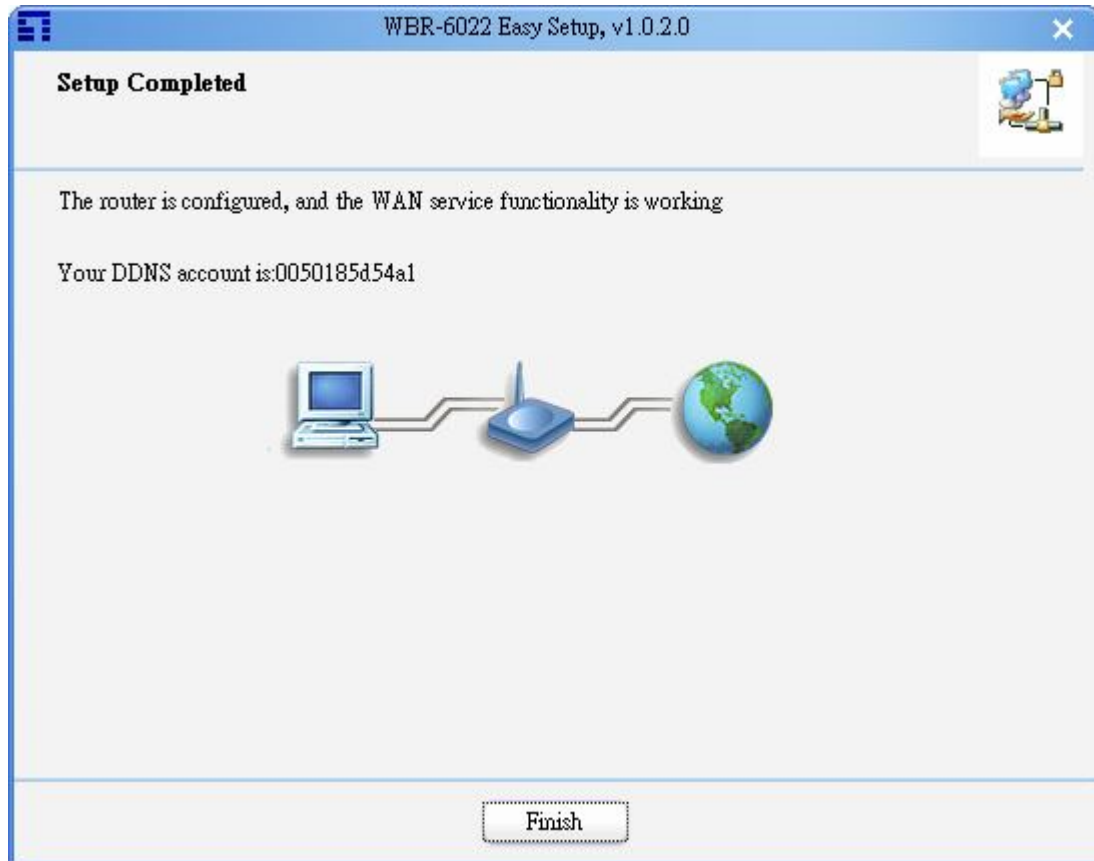 WBR-6022 Easy Setup, v1.0.2.0
Setup Completed
The router is configured, and the WAN service functionality is working
Your DDNS account is:0050185d54a1
Finish